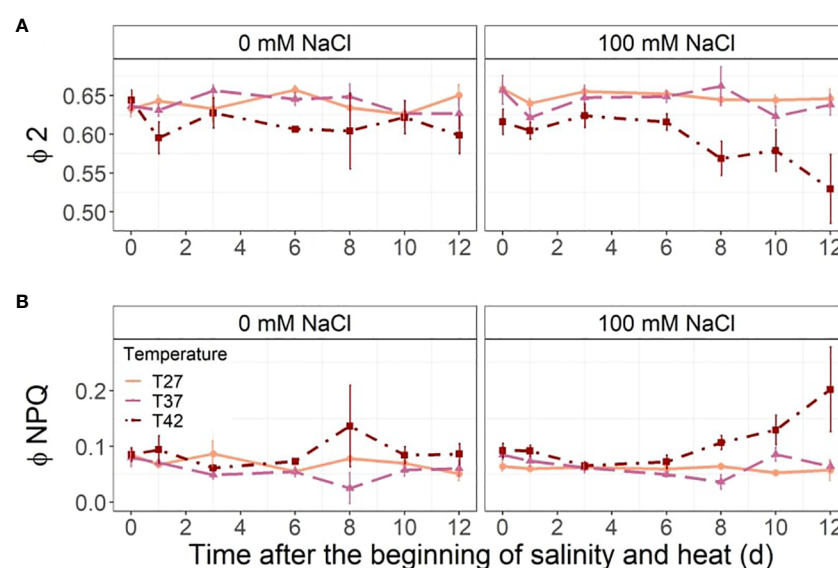 A
0 mM NaCl 100 mM NaCl
ϕ 2
0.65
0.60
0.55
0.50
0 2 4 6 8 10 12 0 2 4 6 8 10 12
B
0 mM NaCl 100 mM NaCl
ϕ NPQ
Temperature
T27
T37
T42
0.2
0.1
0.0
0 2 4 6 8 10 12 0 2 4 6 8 10 12
Time after the beginning of salinity and heat (d)